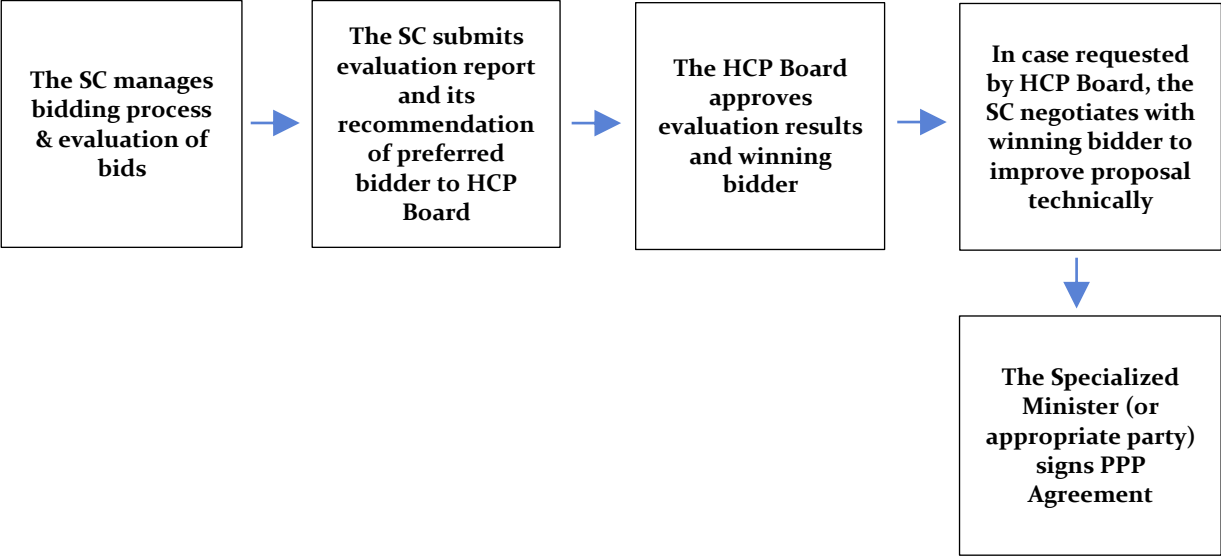 The SC manages
bidding process
& evaluation of
bids
The SC submits
evaluation report
and its
recommendation
of preferred
bidder to HCP
Board
The HCP Board
approves
evaluation results
and winning
bidder
In case requested
by HCP Board, the
SC negotiates with
winning bidder to
improve proposal
technically
The Specialized
Minister (or
appropriate party)
signs PPP
Agreement